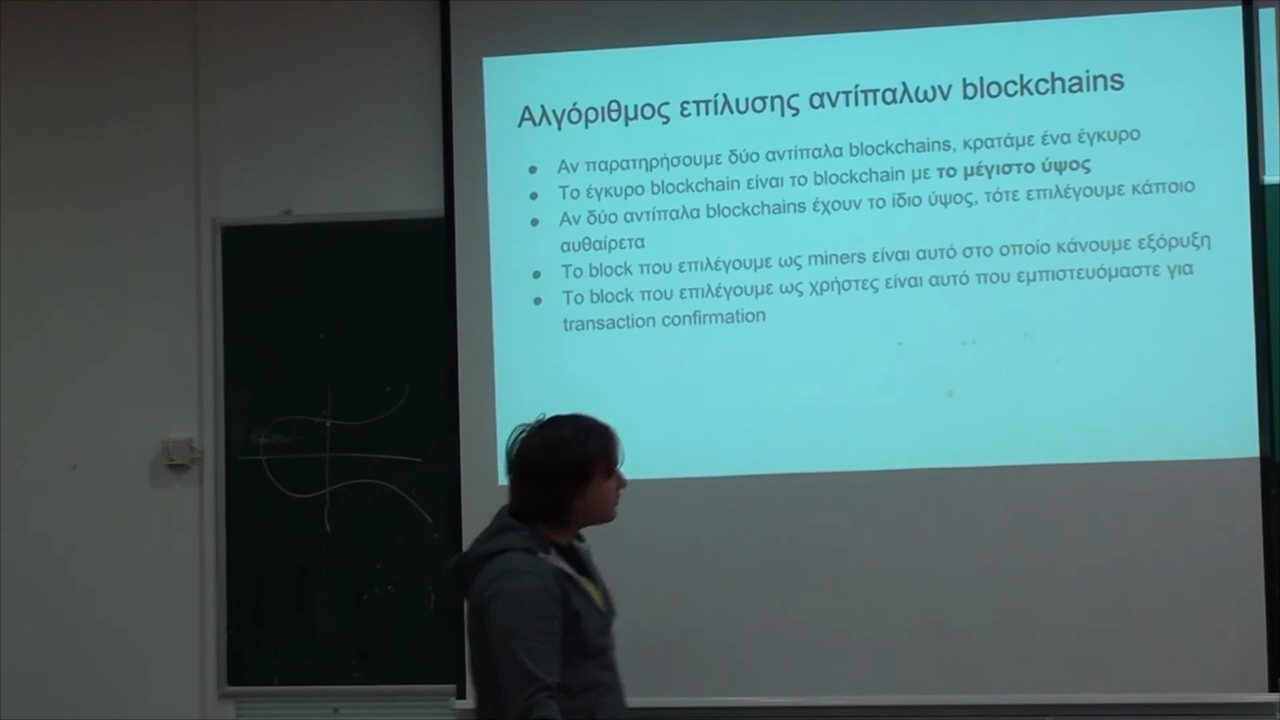 Αλγόριθμος επίλυσης αντίπαλων blockchains
● Αν παρατηρήσουμε δύο αντίπαλα blockchains, κρατάμε ένα έγκυρο
● Το έγκυρο blockchain είναι το blockchain με το μέγιστο ύψος
● Αν δύο αντίπαλα blockchains έχουν το ίδιο ύψος, τότε επιλέγουμε κάποιο
αυθαίρετα
● Το block που επιλέγουμε ως miners είναι αυτό στο οποίο κάνουμε εξόρυξη
● Το block που επιλέγουμε ως χρήστες είναι αυτό που εμπιστευόμαστε για
transaction confirmation